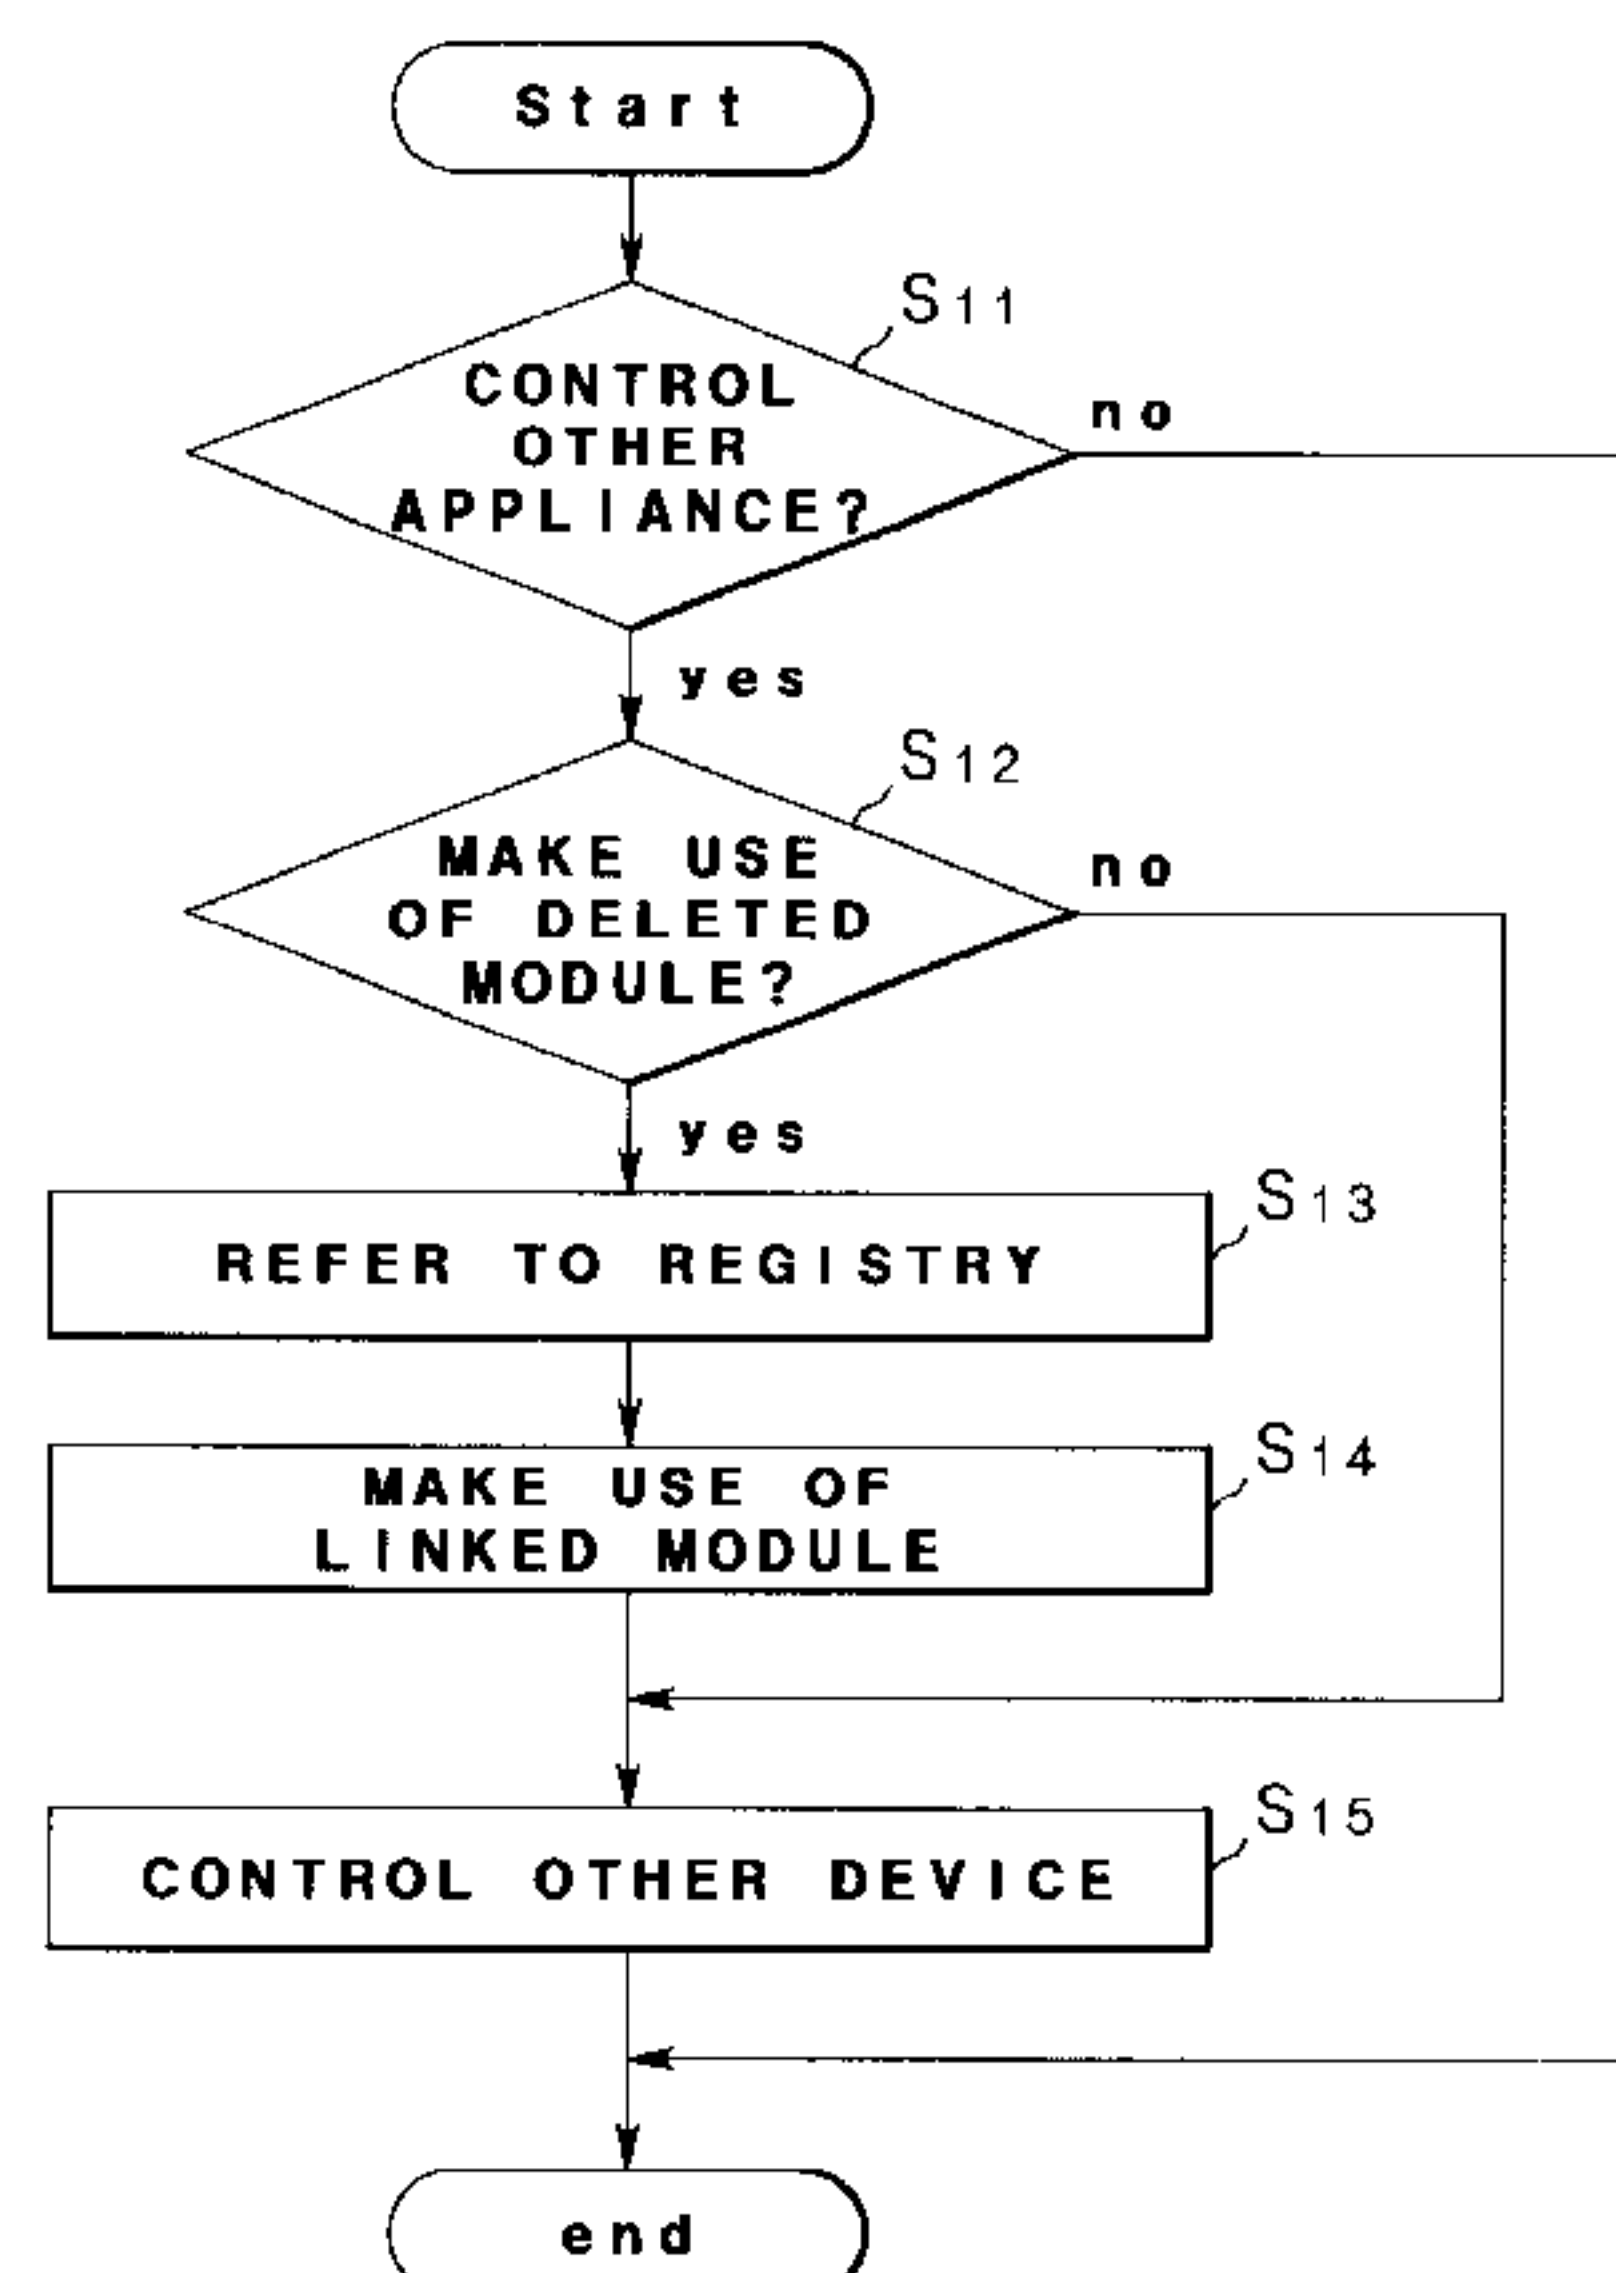 Start
S11
CONTROL
OTHER
APPLIANCE?
no
yes
S12
MAKE USE
OF DELETED
MODULE?
no
yes
S13
REFER TO REGISTRY
S14
MAKE USE OF
LINKED MODULE
S15
CONTROL OTHER DEVICE
end